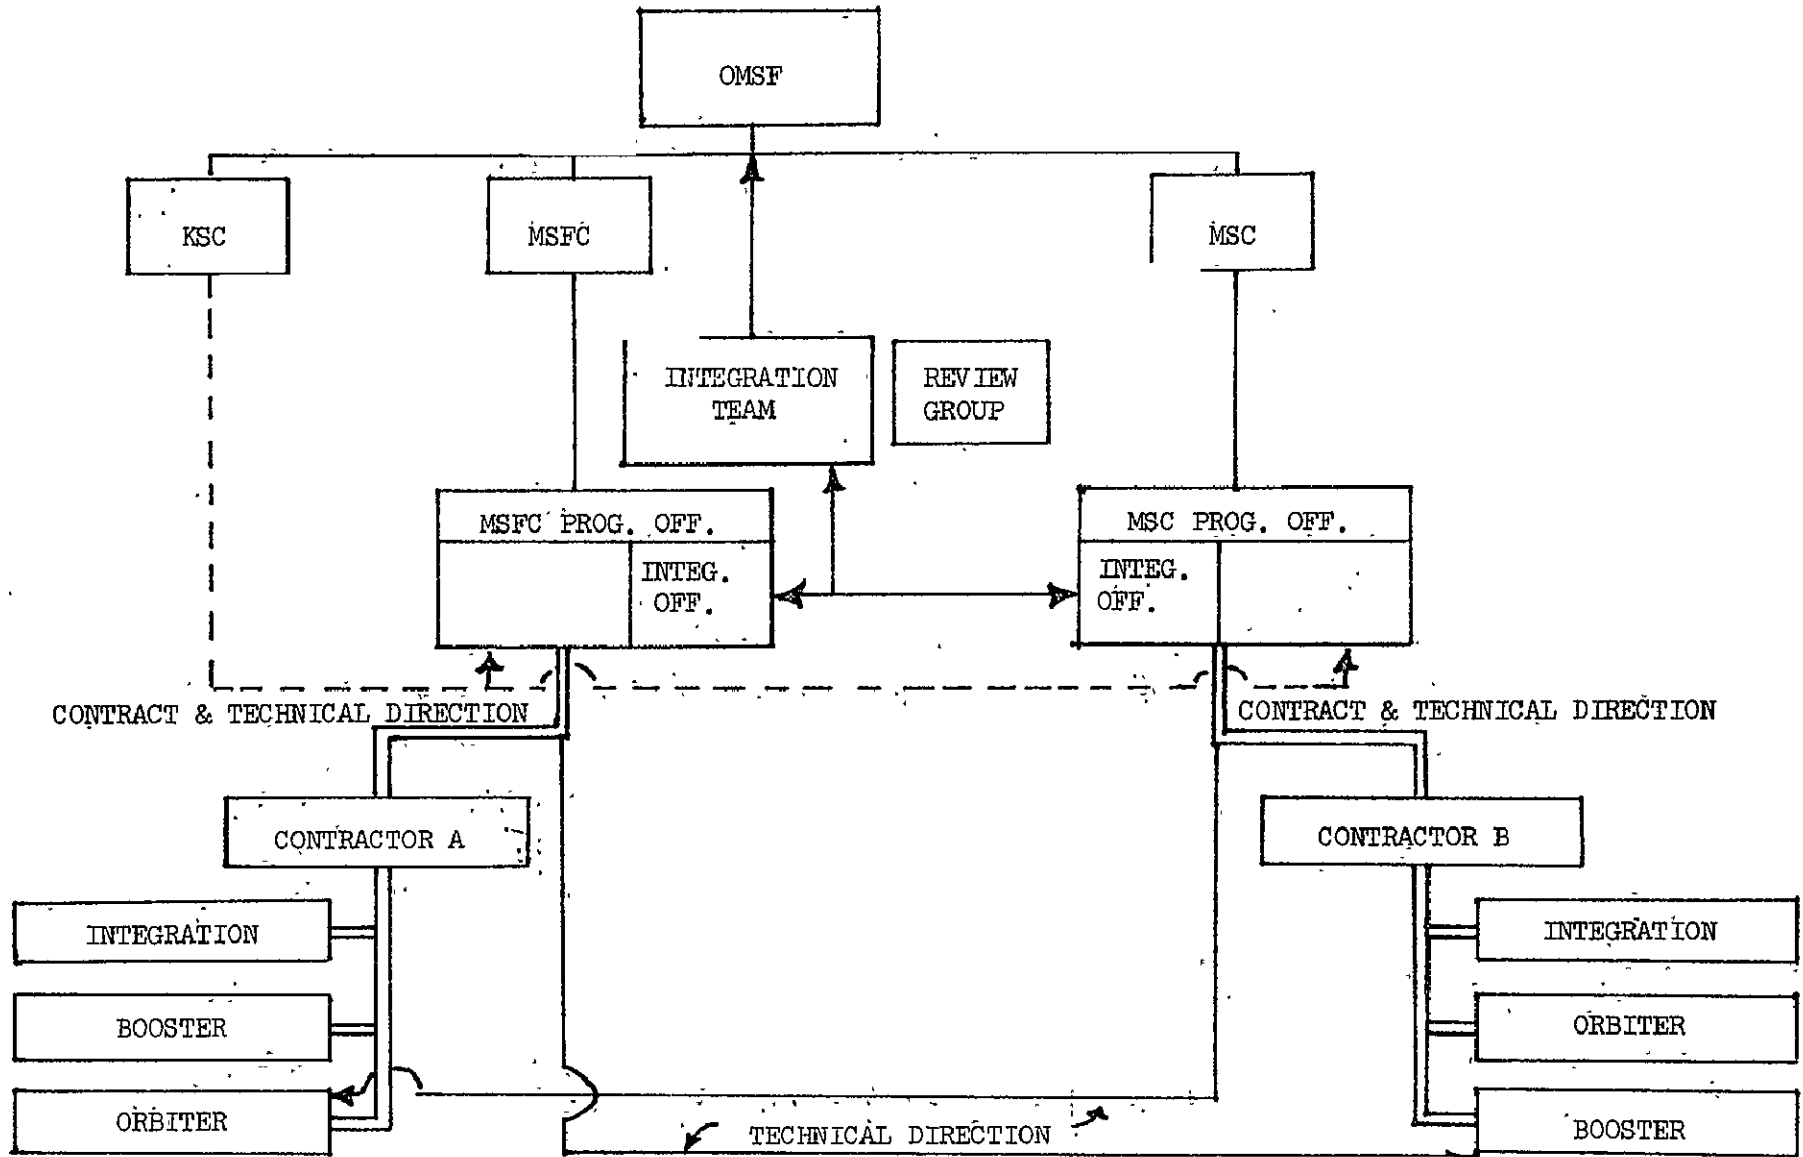 OMSF
KSC
MSFC
MSC
INTEGRATION
TEAM
REVIEW
GROUP
MSFC PROG. OFF.
INTEG.
OFF.
MSC PROG. OFF.
INTEG.
OFF.
CONTRACT & TECHNICAL DIRECTION
CONTRACT & TECHNICAL DIRECTION
CONTRACTOR A
CONTRACTOR B
INTEGRATION
BOOSTER
ORBITER
INTEGRATION
ORBITER
BOOSTER
TECHNICAL DIRECTION